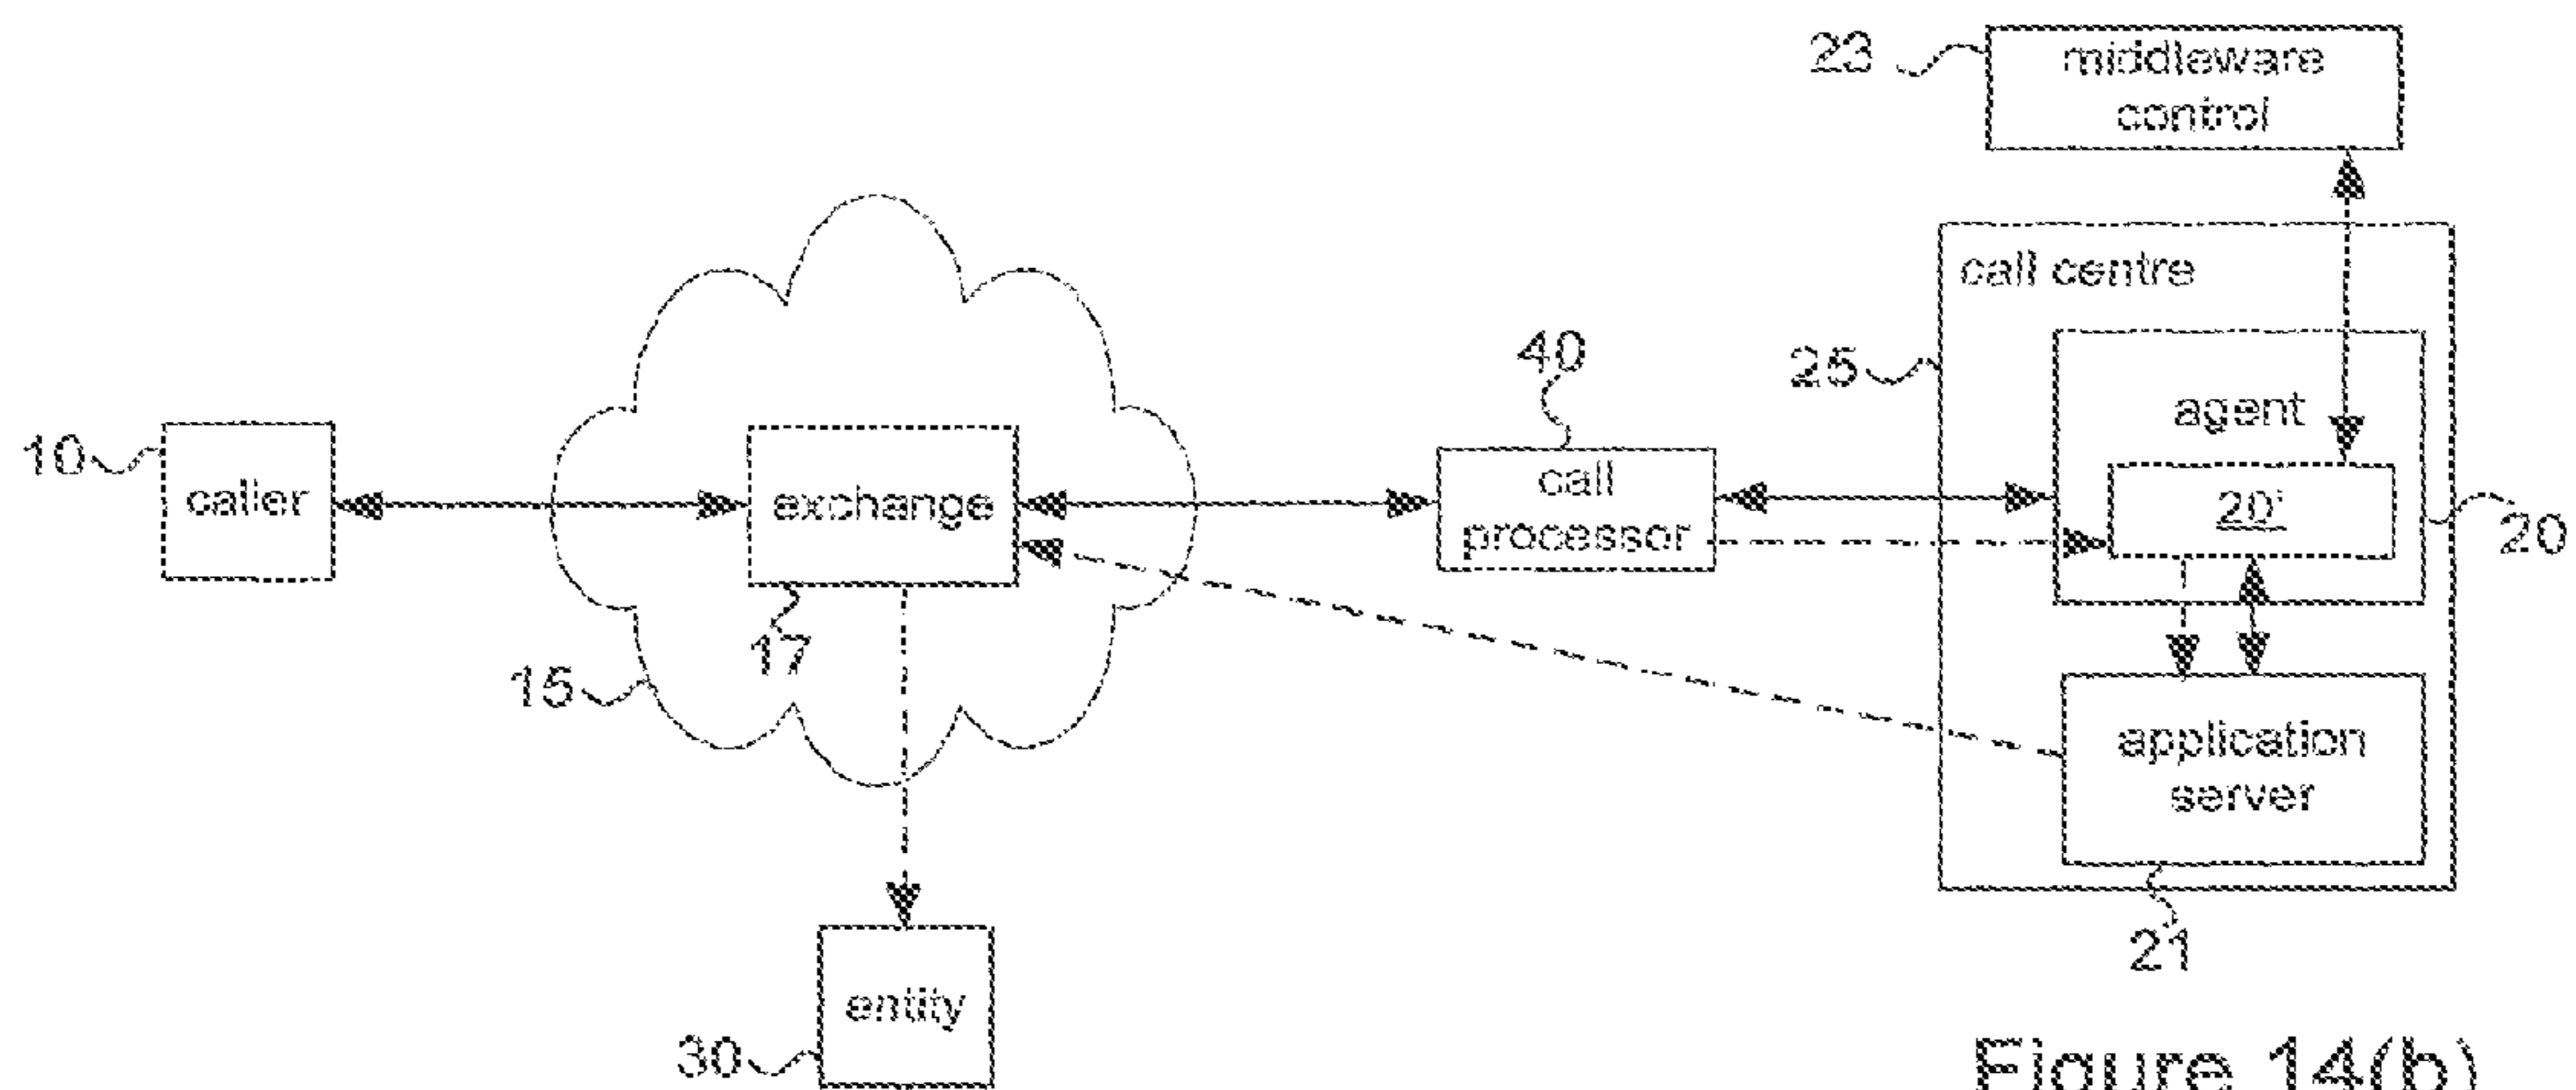 23
middleware
control
call centre
40
25
agent
10
caller
exchange
call
processor
20'
20
17
15
application
server
21
entity
30
Figure 14(b)